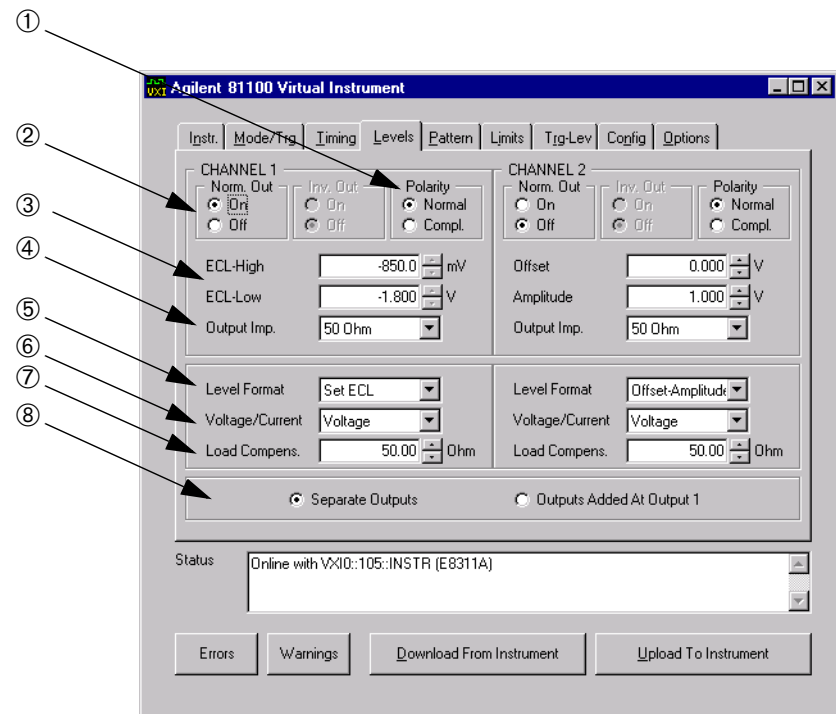 ①
VXI Agilent 81100 Virtual Instrument
②
Instr. Mode/Trg Timing Levels Pattern Limits Trg-Lev Config Options
CHANNEL 1 CHANNEL 2
Norm. Out Inv. Out Polarity Norm. Out Inv. Out Polarity
On On Normal On On Normal
Off Off Compl. Off Off Compl.
③
ECL-High -850.0 mV Offset 0.000 V
④
ECL-Low -1.800 V Amplitude 1.000 V
Output Imp. 50 Ohm Output Imp. 50 Ohm
⑤
⑥
Level Format Set ECL Level Format Offset-Amplitude
⑦
Voltage/Current Voltage Voltage/Current Voltage
⑧
Load Compens. 50.00 Ohm Load Compens. 50.00 Ohm
Separate Outputs Outputs Added At Output 1
Status Online with VXI0::105::INSTR (E8311A)
Errors Warnings Download From Instrument Upload To Instrument